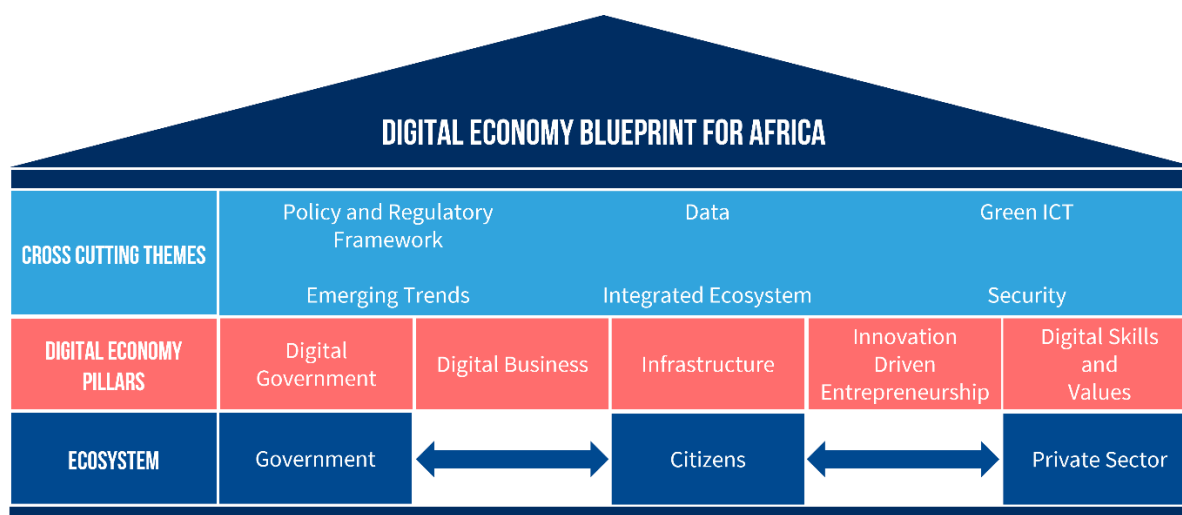 DIGITAL ECONOMY BLUEPRINT FOR AFRICA
CROSS CUTTING THEMES
Policy and Regulatory
Framework
Data
Green ICT
Emerging Trends
Integrated Ecosystem
Security
DIGITAL ECONOMY
PILLARS
Digital
Government
Digital Business
Infrastructure
Innovation
Driven
Entrepreneurship
Digital Skills
and
Values
ECOSYSTEM
Government
Citizens
Private Sector